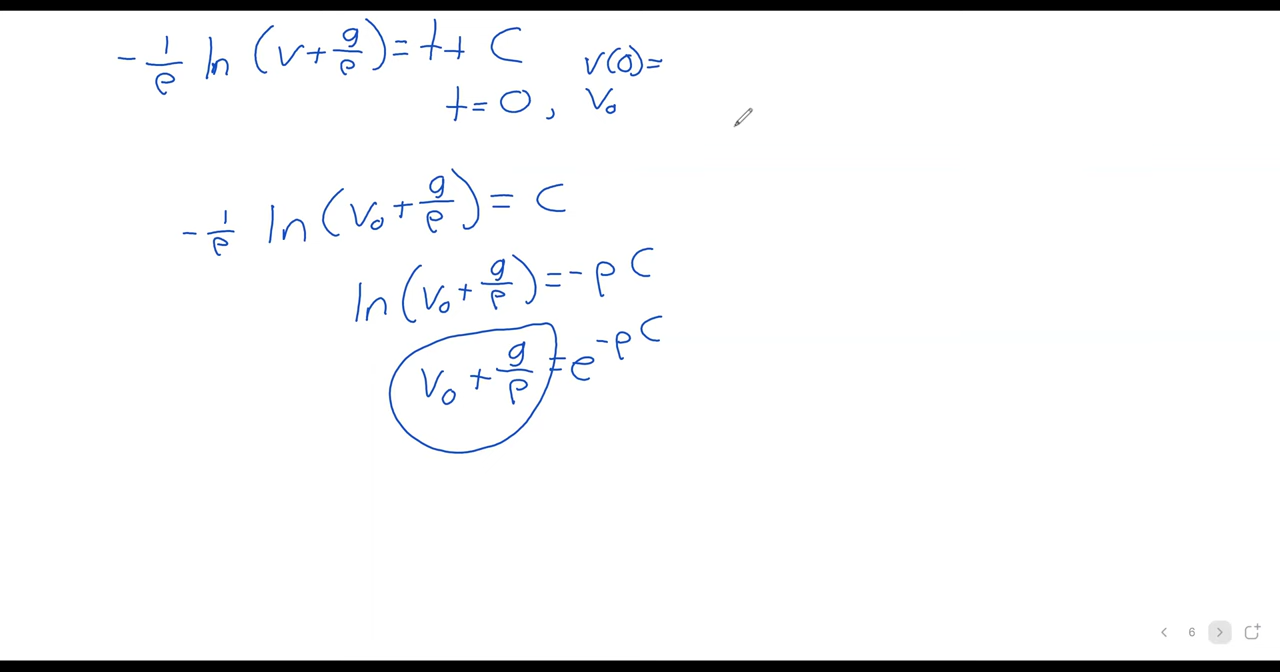 -1/ρ ln (v + g/ρ) = t + C
v(0) =
t = 0, v₀
-1/ρ ln (v₀ + g/ρ) = C
ln (v₀ + g/ρ) = -ρC
v₀ + g/ρ = e^(-ρC)
6